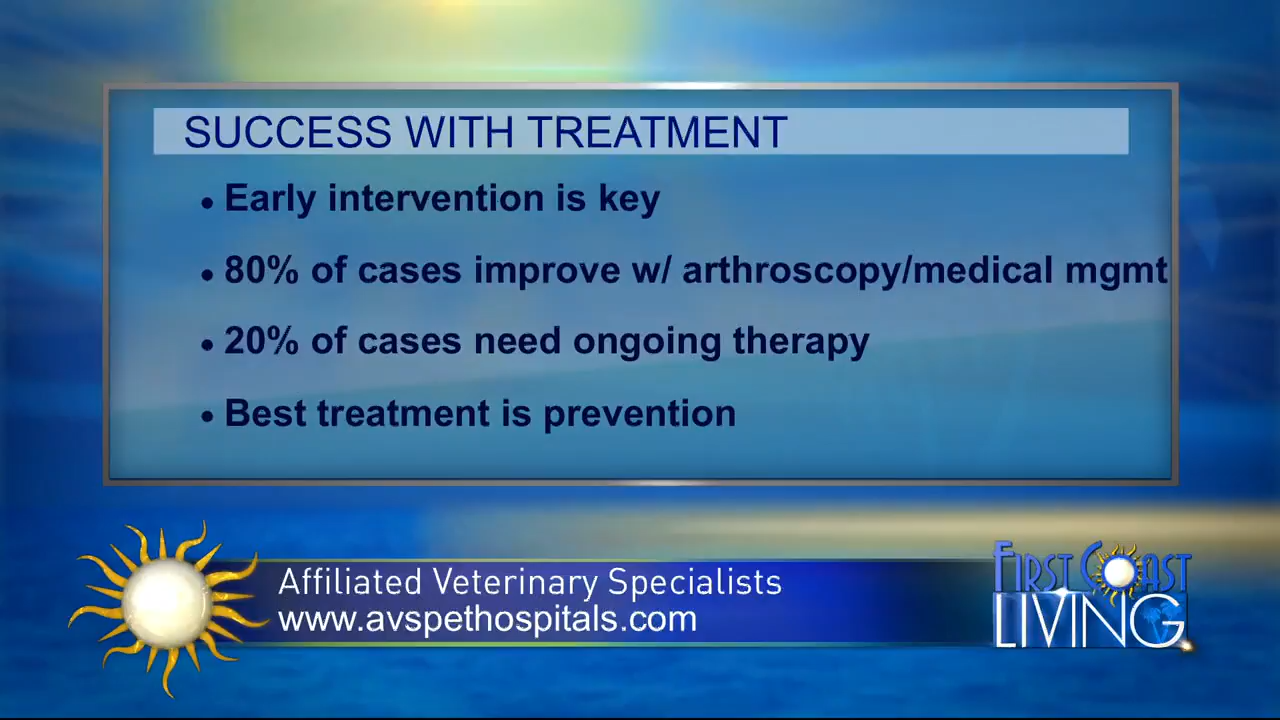 SUCCESS WITH TREATMENT
• Early intervention is key
• 80% of cases improve w/ arthroscopy/medical mgmt
• 20% of cases need ongoing therapy
• Best treatment is prevention
Affiliated Veterinary Specialists
www.avspethospitals.com
FIRST COAST
LIVING